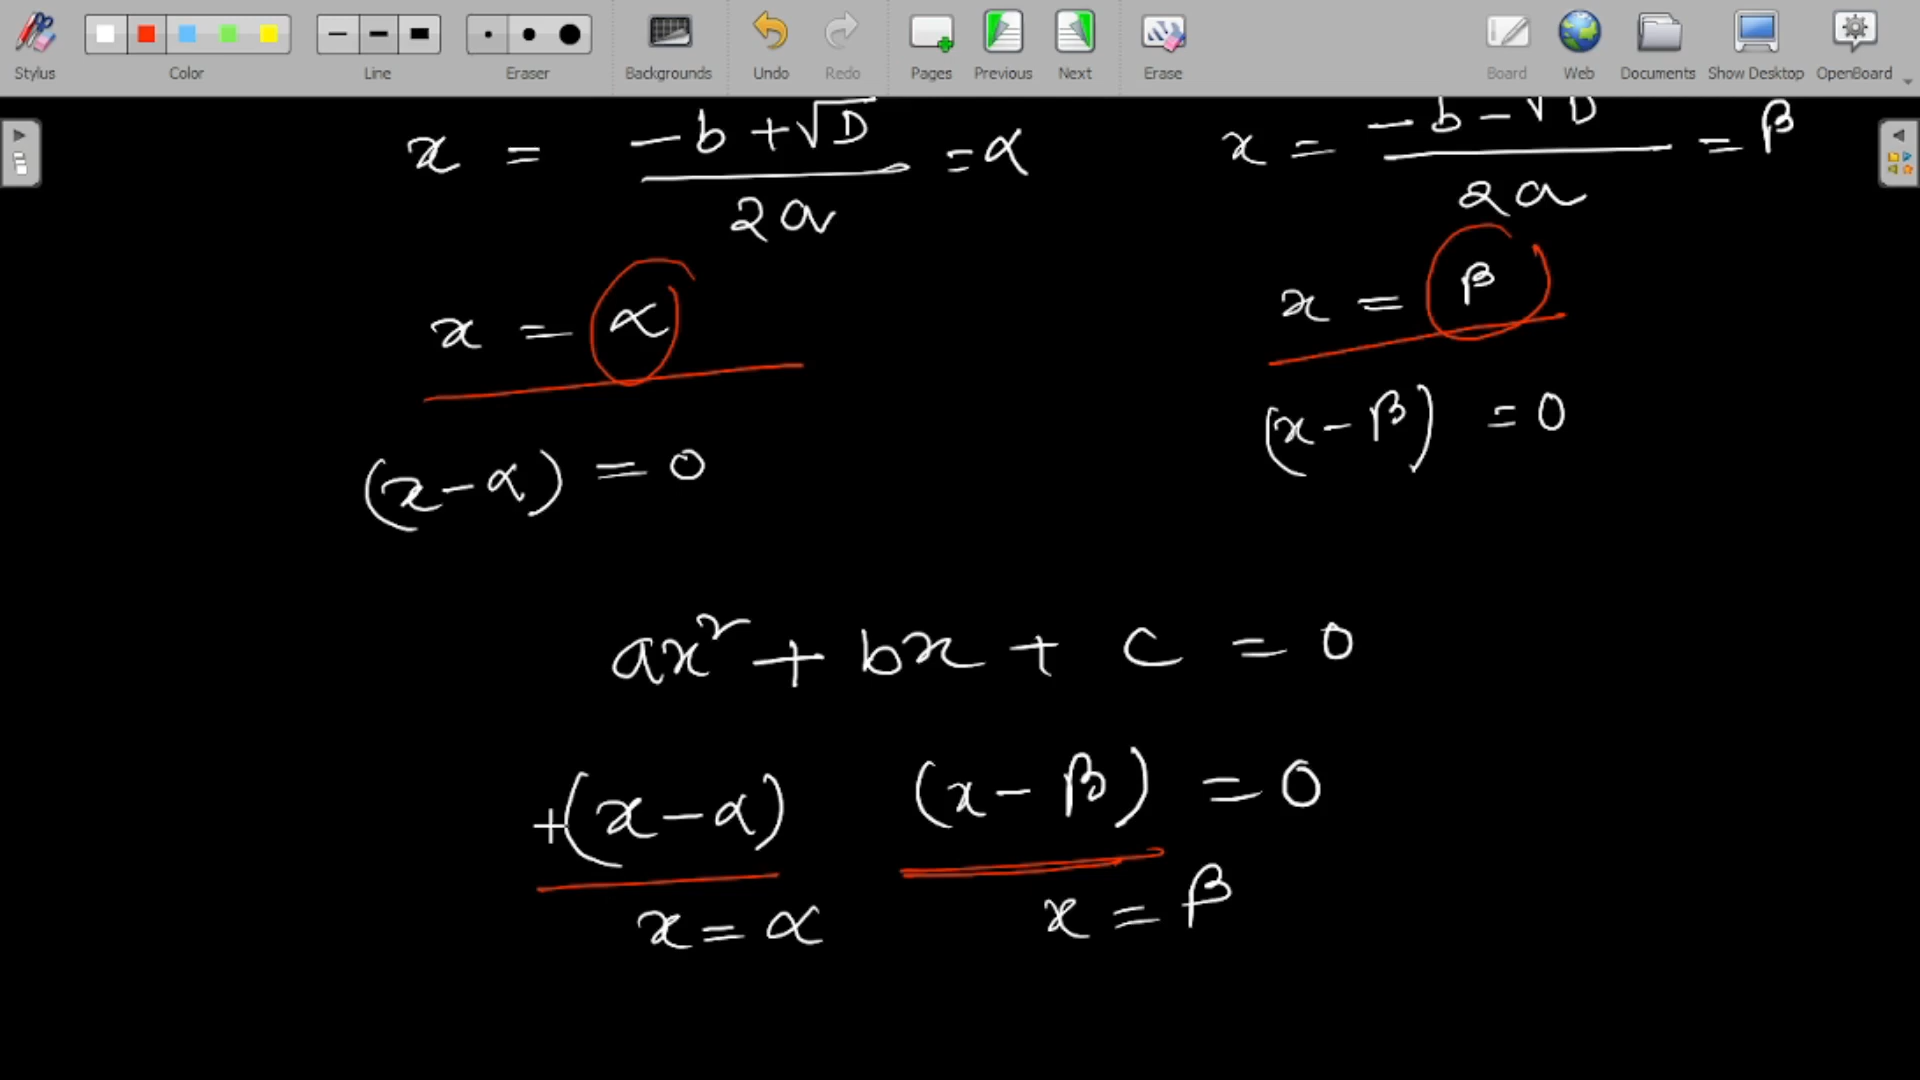 Stylus Color Line Eraser Backgrounds Undo Redo Pages Previous Next Erase Board Web Documents Show Desktop OpenBoard
x = (-b + √D)/2a = α
x = (-b - √D)/2a = β
x = α
x = β
(x - α) = 0
(x - β) = 0
ax² + bx + c = 0
(x - α) (x - β) = 0
x = α
x = β